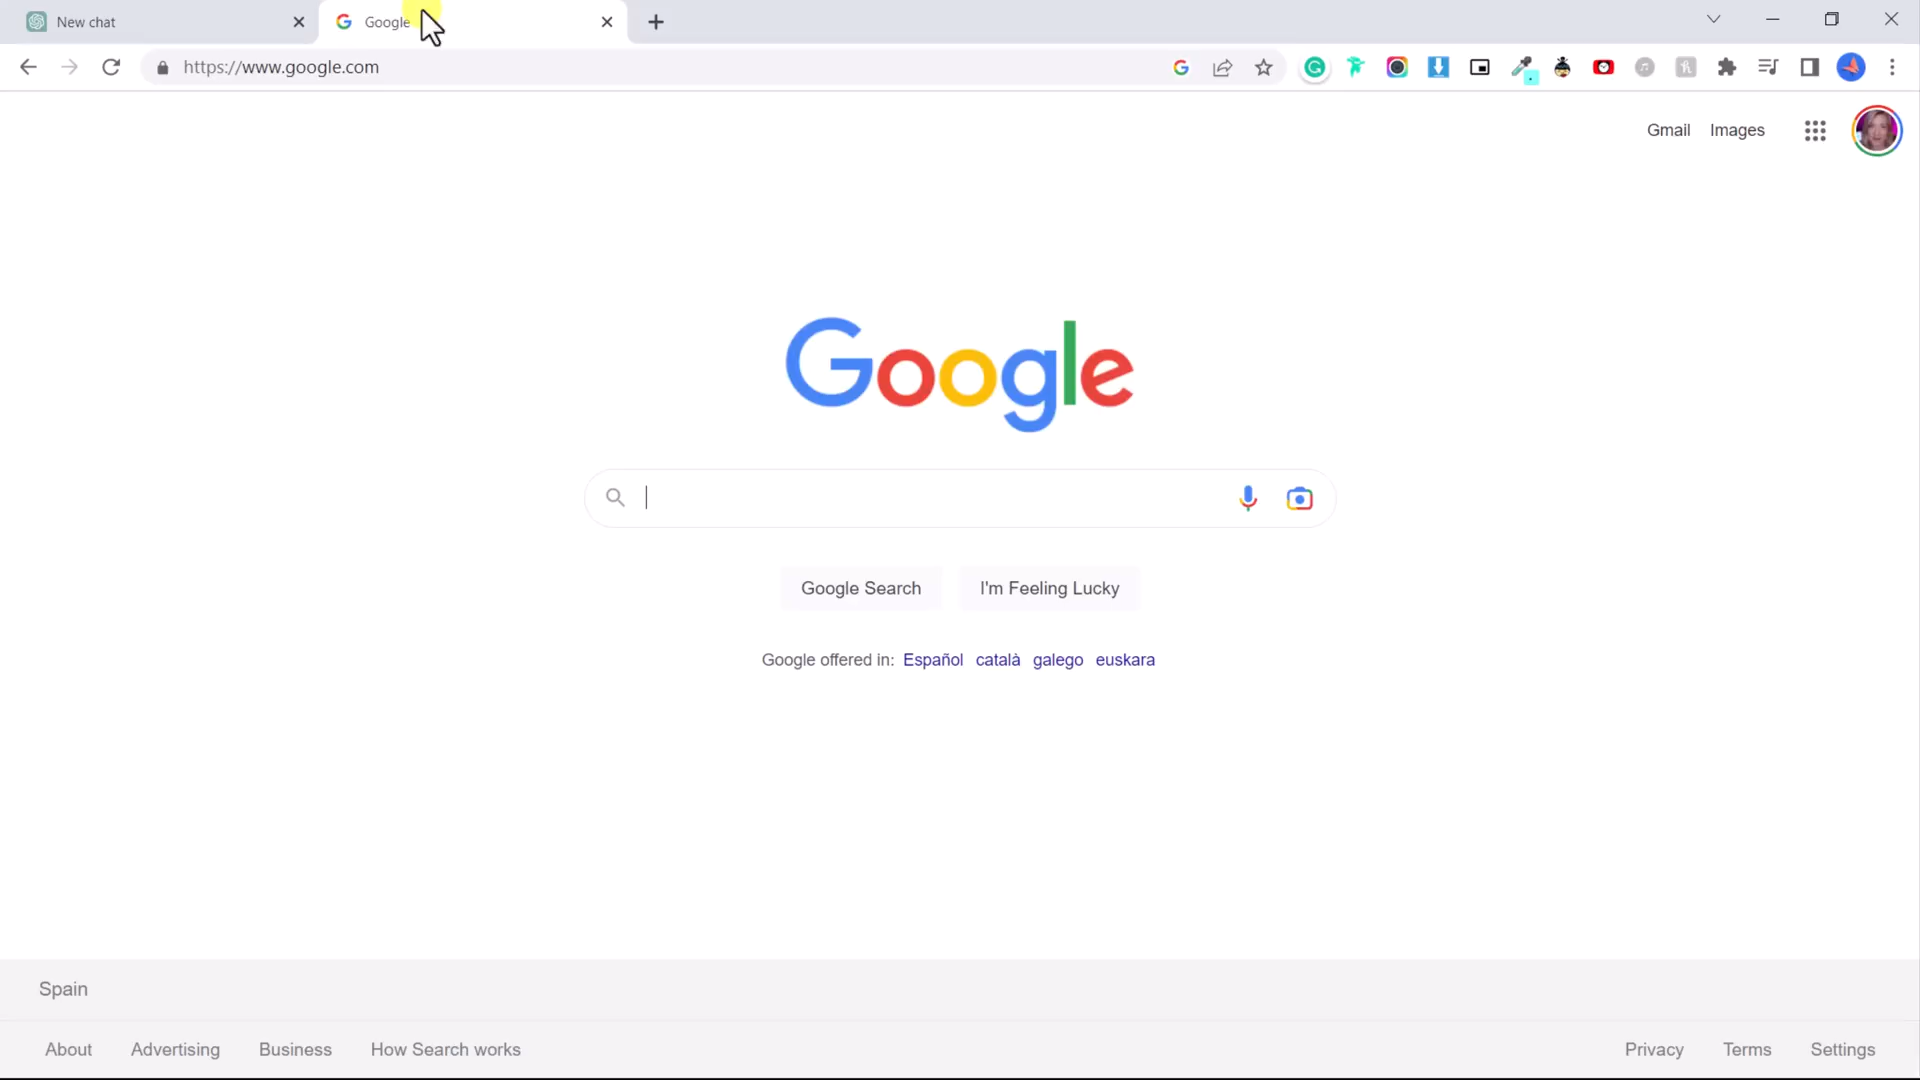 New chat
Google
https://www.google.com
Gmail Images
Google
Google Search I'm Feeling Lucky
Google offered in: Español català galego euskara
Spain
About Advertising Business How Search works Privacy Terms Settings